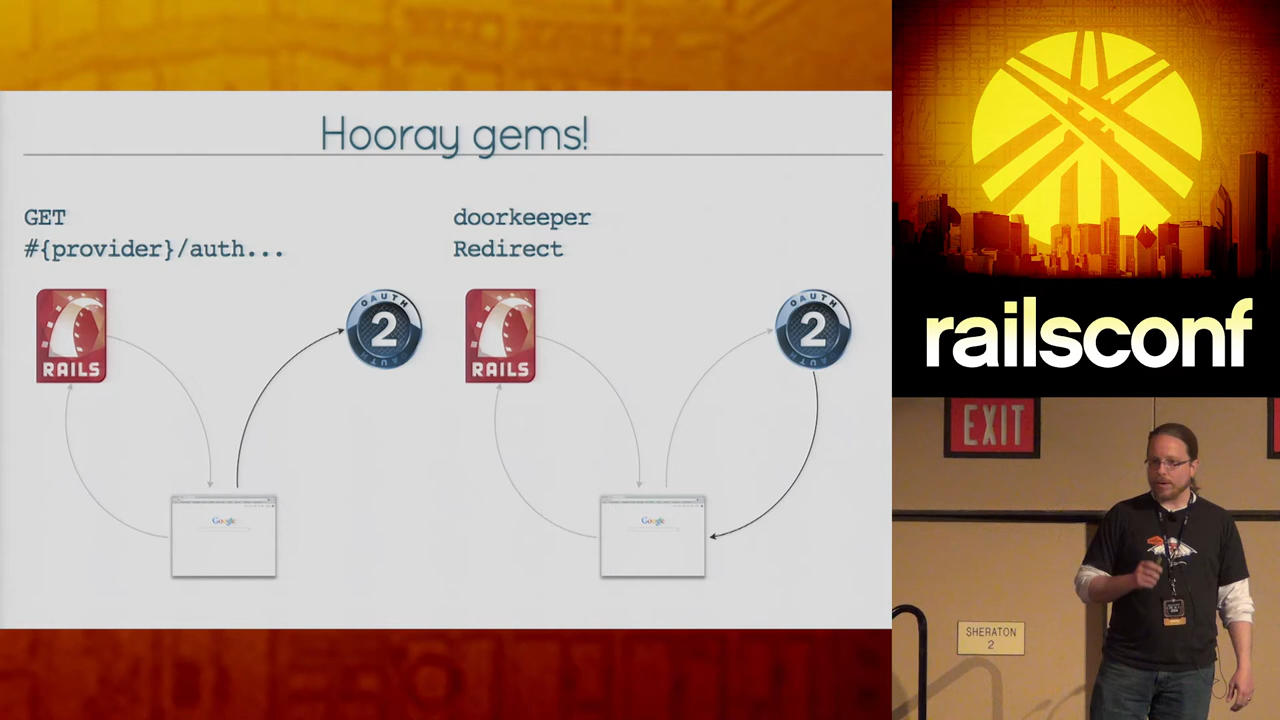 Hooray gems!
GET
#{provider}/auth...
doorkeeper
Redirect
RAILS
OAUTH
2
Google
RAILS
OAUTH
2
Google
railsconf
EXIT
SHERATON
2